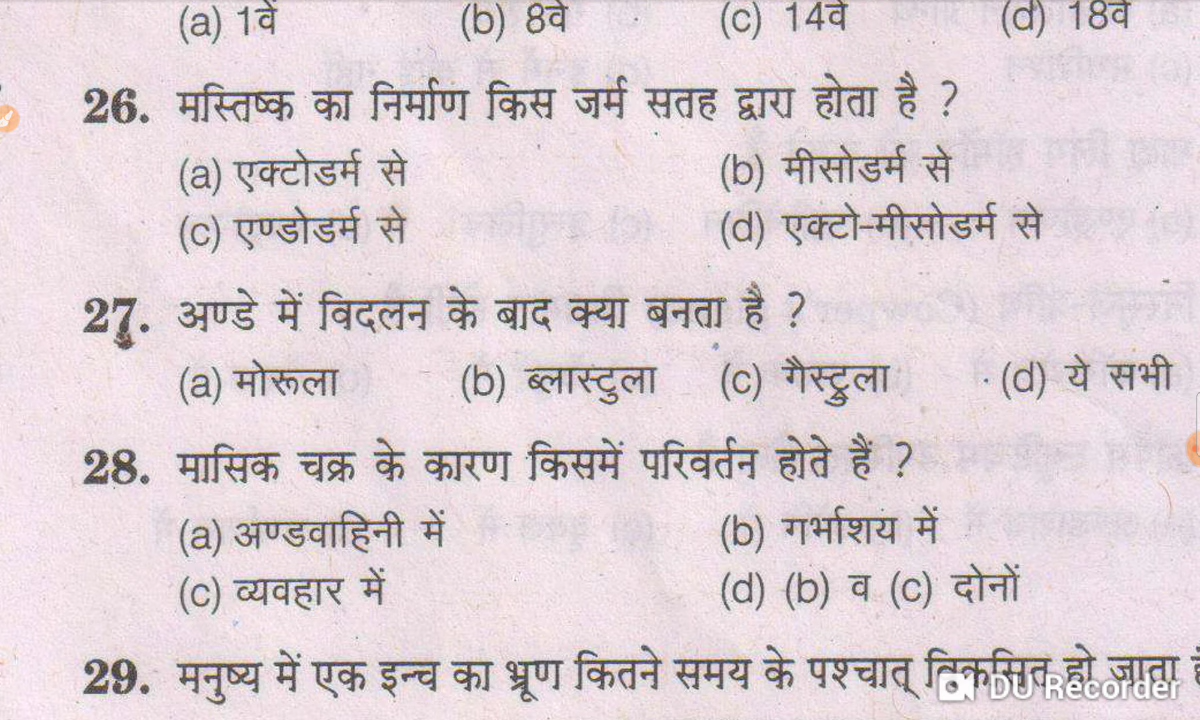 (a) 1वें (b) 8वें (c) 14वें (d) 18वें
26. मस्तिष्क का निर्माण किस जर्म सतह द्वारा होता है ?
(a) एक्टोडर्म से (b) मीसोडर्म से
(c) एण्डोडर्म से (d) एक्टो-मीसोडर्म से
27. अण्डे में विदलन के बाद क्या बनता है ?
(a) मोरूला (b) ब्लास्टुला (c) गैस्ट्रुला (d) ये सभी
28. मासिक चक्र के कारण किसमें परिवर्तन होते हैं ?
(a) अण्डवाहिनी में (b) गर्भाशय में
(c) व्यवहार में (d) (b) व (c) दोनों
29. मनुष्य में एक इन्च का भ्रूण कितने समय के पश्चात् विकसित हो जाता
DU Recorder